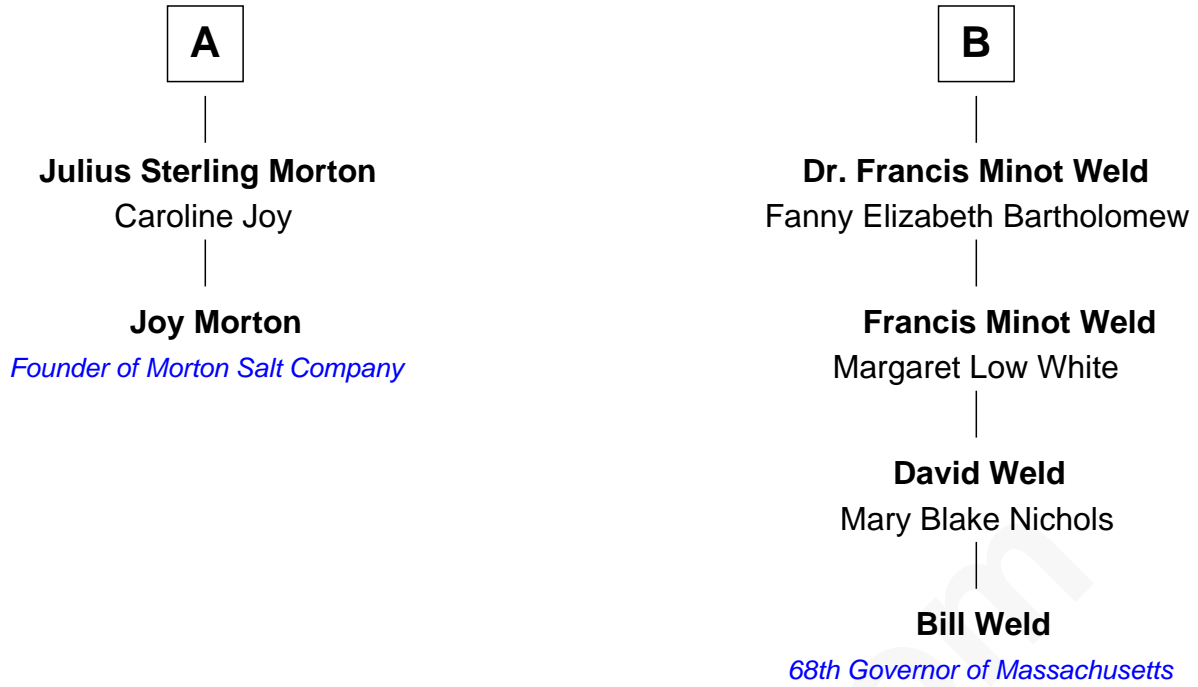 A
Julius Sterling Morton
Caroline Joy
Joy Morton
Founder of Morton Salt Company
B
Dr. Francis Minot Weld
Fanny Elizabeth Bartholomew
Francis Minot Weld
Margaret Low White
David Weld
Mary Blake Nichols
Bill Weld
68th Governor of Massachusetts